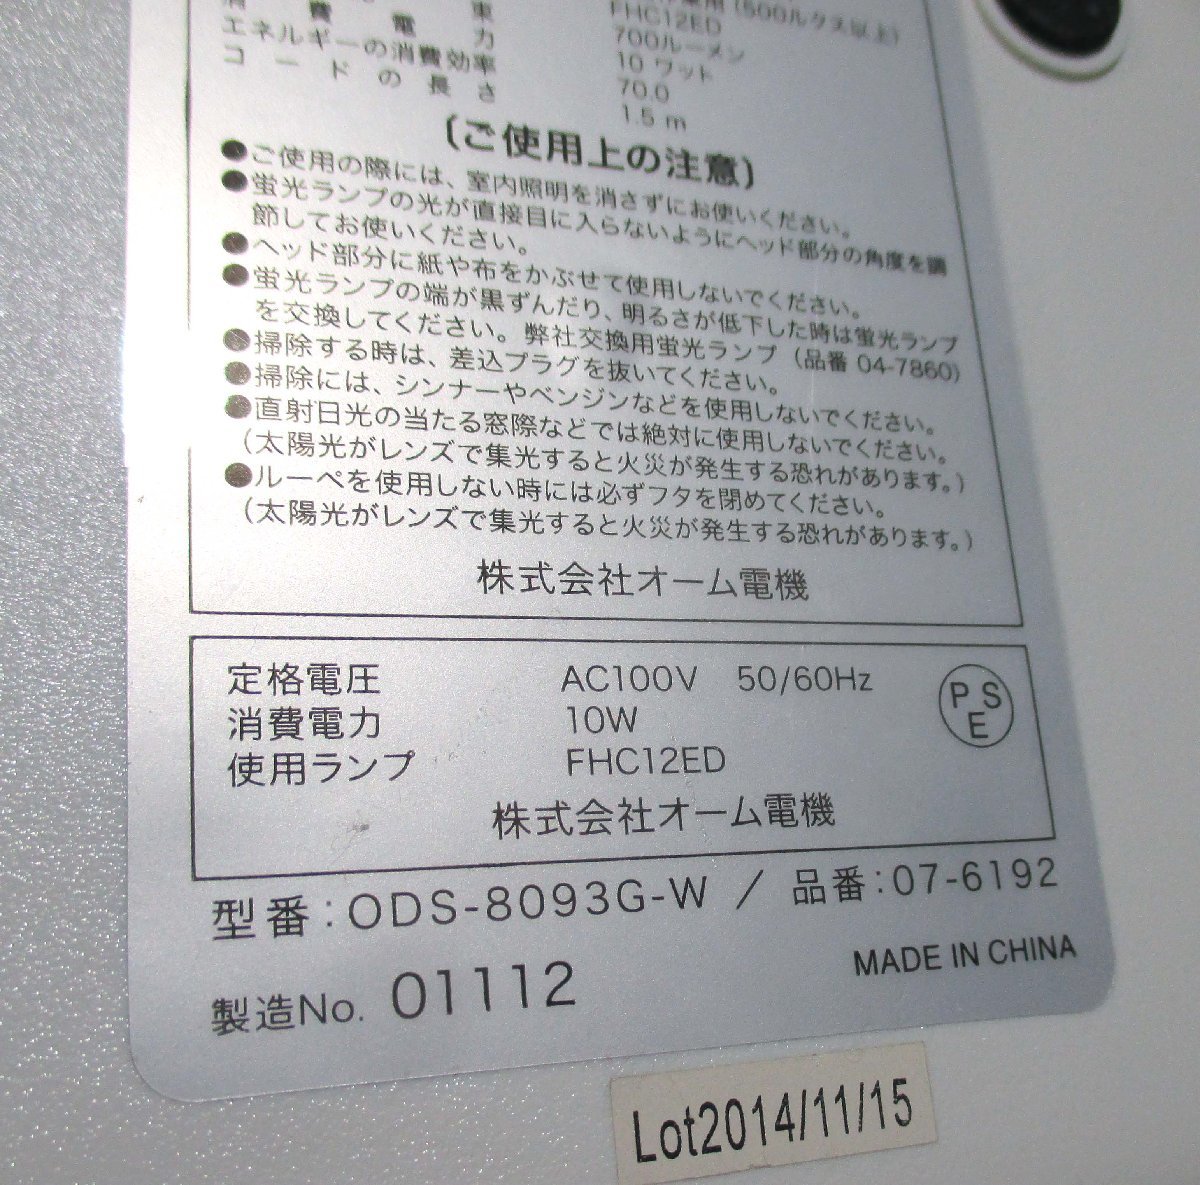 (500ルクス以上)
FHC12ED
束 700ルーメン
消費電力 10 ワット
エネルギーの消費効率 70.0
コードの長さ 1.5 m
(ご使用上の注意)
●ご使用の際には、室内照明を消さずにお使いください。
●蛍光ランプの光が直接目に入らないようにヘッド部分の角度を調
節してお使いください。
●ヘッド部分に紙や布をかぶせて使用しないでください。
●蛍光ランプの端が黒ずんだり、明るさが低下した時は蛍光ランプ
を交換してください。弊社交換用蛍光ランプ(品番 04-7860)
●掃除する時は、差込プラグを抜いてください。
●掃除には、シンナーやベンジンなどを使用しないでください。
●直射日光の当たる窓際などでは絶対に使用しないでください。
(太陽光がレンズで集光すると火災が発生する恐れがあります。)
●ルーペを使用しない時には必ずフタを閉めてください。
(太陽光がレンズで集光すると火災が発生する恐れがあります。)
株式会社オーム電機
定格電圧 AC100V 50/60Hz
消費電力 10W
使用ランプ FHC12ED
PSE
株式会社オーム電機
型番:ODS-8093G-W / 品番:07-6192
製造No. 01112
MADE IN CHINA
Lot2014/11/15